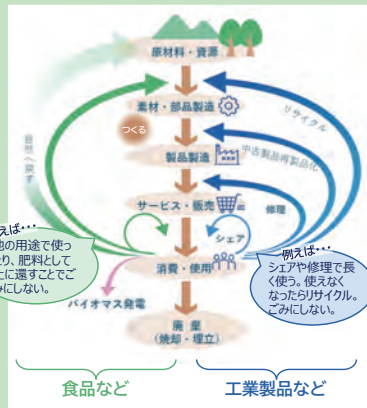 原材料・資源
リサイクル
素材・部品製造
つくる
自然へ戻す
中古製品再製品化
製品製造
サービス・販売
修理
シェア
えば･･･
他の用途で使っ
たり、肥料として
土に還すことでご
みにしない。
消費・使用
例えば･･･
シェアや修理で長
く使う。使えなく
なったらリサイクル。
ごみにしない。
バイオマス発電
廃棄
(焼却・埋立)
食品など
工業製品など